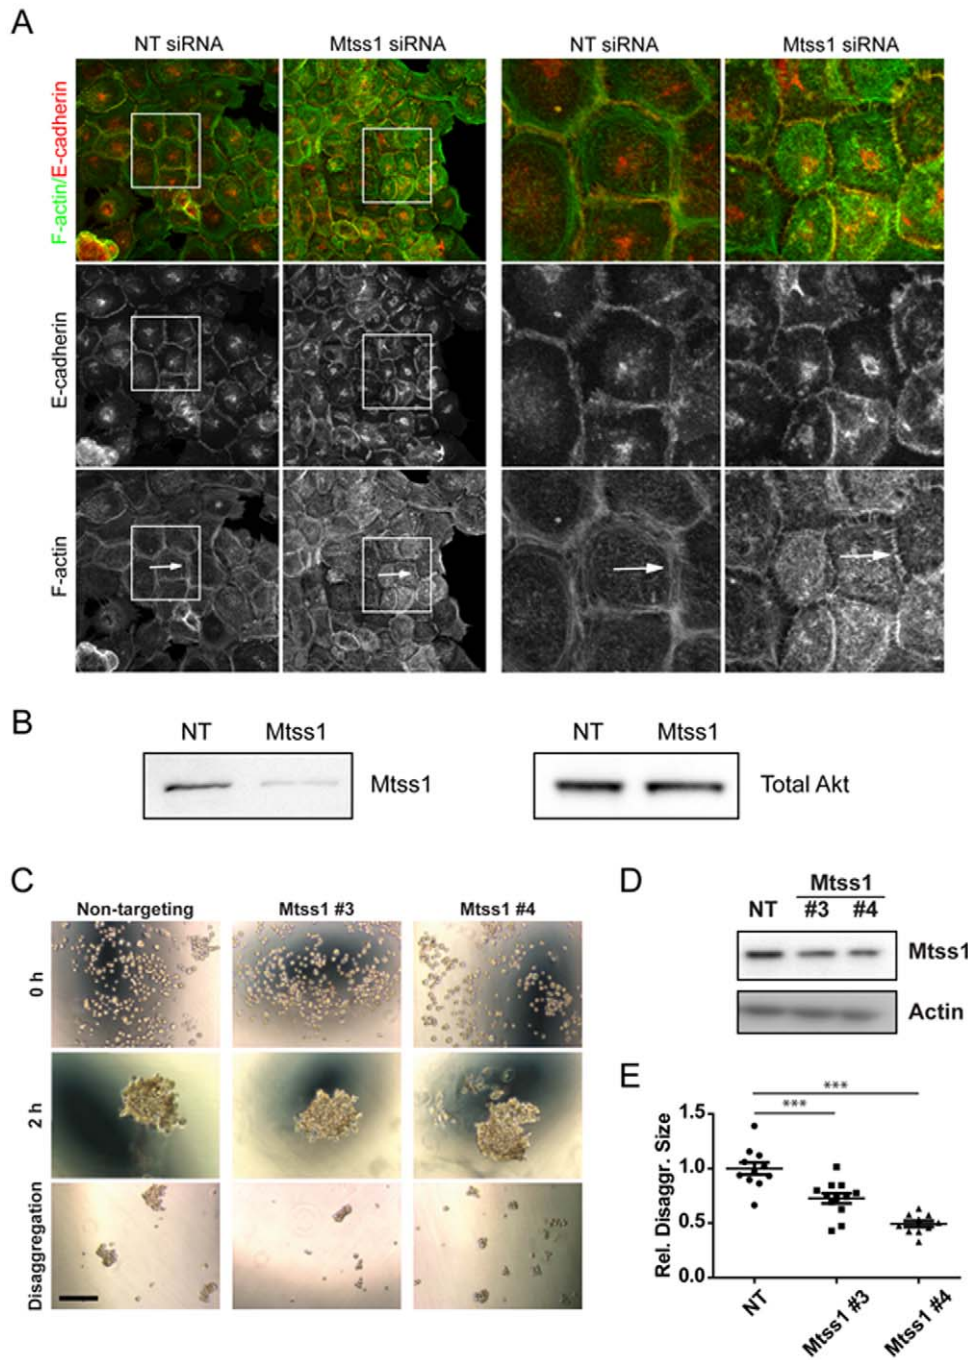 A
NT siRNA
Mtss1 siRNA
NT siRNA
Mtss1 siRNA
F-actin/E-cadherin
E-cadherin
F-actin
B
NT
Mtss1
Mtss1
NT
Mtss1
Total Akt
C
Non-targeting
Mtss1 #3
Mtss1 #4
0 h
2 h
Disaggregation
D
Mtss1
NT
#3
#4
Mtss1
Actin
E
***
***
Rel. Disaggr. Size
1.5
1.0
0.5
0.0
NT
Mtss1 #3
Mtss1 #4